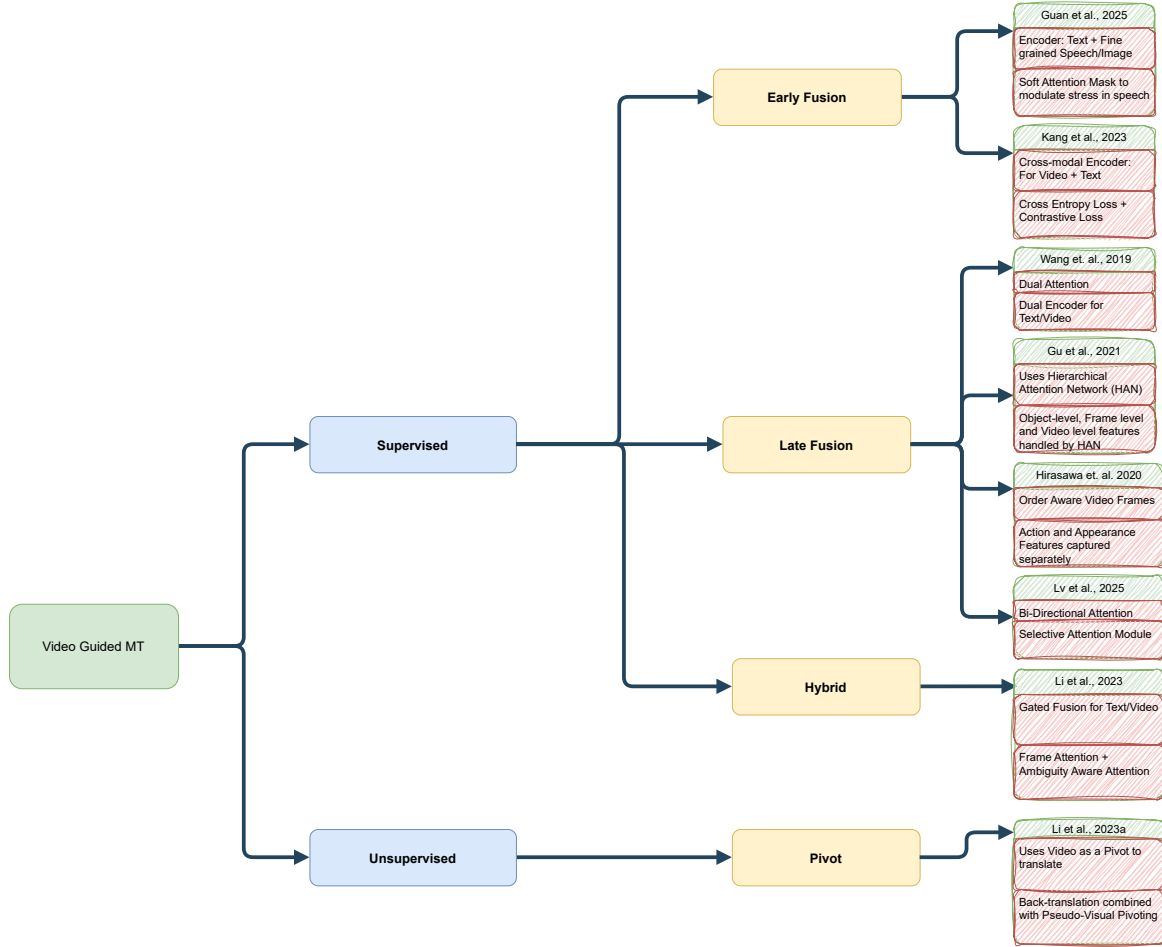 Guan et al., 2025
Encoder: Text + Fine
grained Speech/Image
Soft Attention Mask to
modulate stress in speech
Early Fusion
Kang et al., 2023
Cross-modal Encoder:
For Video + Text
Cross Entropy Loss +
Contrastive Loss
Wang et. al., 2019
Dual Attention
Dual Encoder for
Text/Video
Gu et al., 2021
Uses Hierarchical
Attention Network (HAN)
Object-level, Frame level
and Video level features
handled by HAN
Supervised
Late Fusion
Hirasawa et. al. 2020
Order Aware Video Frames
Action and Appearance
Features captured
separately
Lv et al., 2025
Bi-Directional Attention
Selective Attention Module
Video Guided MT
Hybrid
Li et al., 2023
Gated Fusion for Text/Video
Frame Attention +
Ambiguity Aware Attention
Unsupervised
Pivot
Li et al., 2023a
Uses Video as a Pivot to
translate
Back-translation combined
with Pseudo-Visual Pivoting